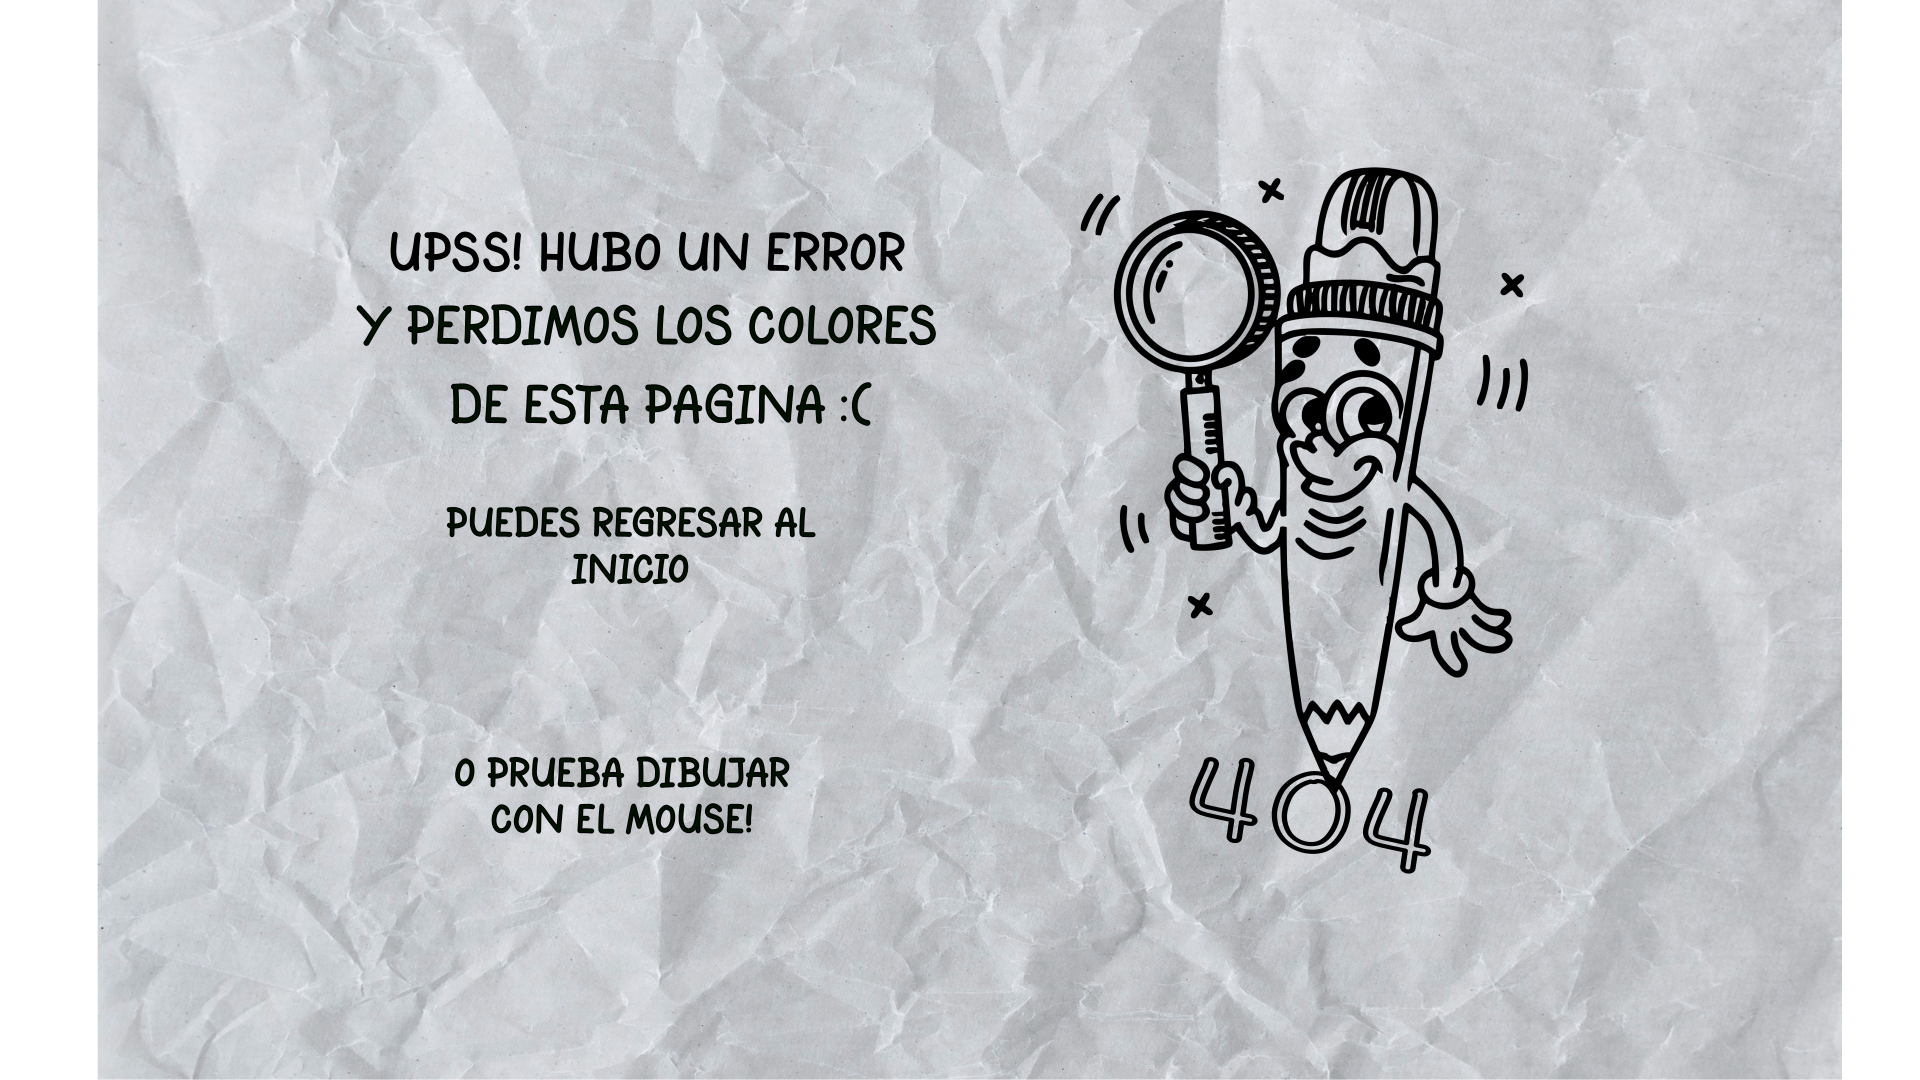 UPSS! HUBO UN ERROR
Y PERDIMOS LOS COLORES
DE ESTA PAGINA :(
PUEDES REGRESAR AL
INICIO
O PRUEBA DIBUJAR
CON EL MOUSE!
404